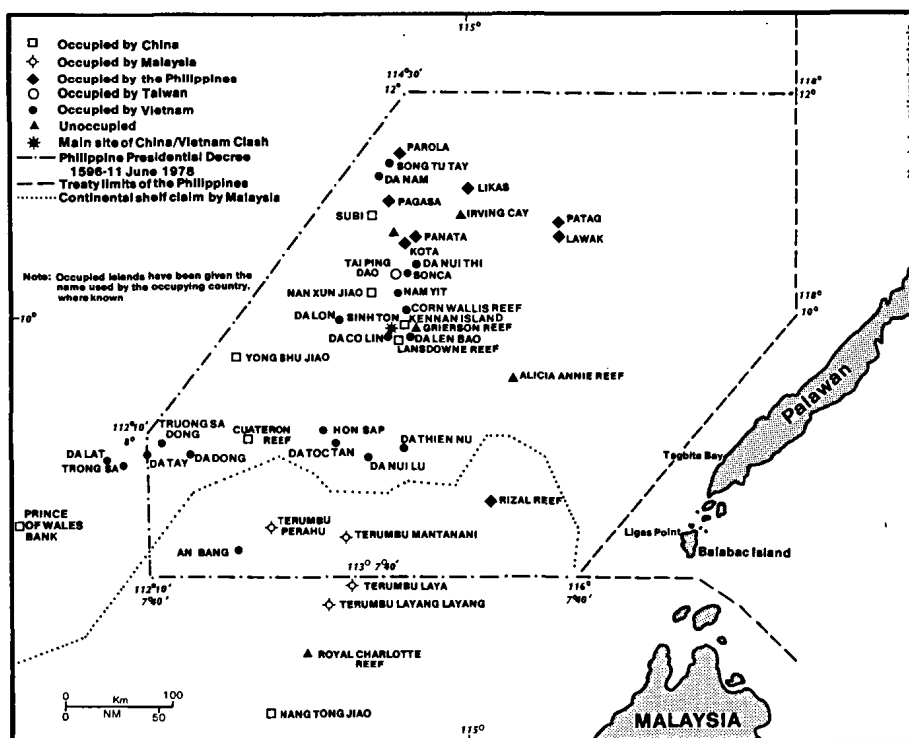 115°
Occupied by China
Occupied by Malaysia
Occupied by the Philippines
Occupied by Taiwan
Occupied by Vietnam
Unoccupied
Main site of China/Vietnam Clash
Philippine Presidential Decree
1596-11 June 1978
Treaty limits of the Philippines
Continental shelf claim by Malaysia
Note: Occupied islands have been given the
name used by the occupying country,
where known
114°30'
12°
118°
12°
PAROLA
SONG TU TAY
DA NAM
LIKAS
PAGASA
SUBI
IRVING CAY
PATAG
LAWAK
PANATA
KOTA
TAI PING
DAO
DA NUI THI
SONCA
NAN XUN JIAO
NAM YIT
CORN WALLIS REEF
DA LON
SINH TON
KENNAN ISLAND
GRIERSON REEF
DA CO LIN
DA LEN BAO
LANSDOWNE REEF
10°
118°
10°
YONG SHU JIAO
ALICIA ANNIE REEF
Palawan
112°10'
8°
TRUONG SA
DONG
CUATERON
REEF
HON SAP
DA LAT
TRONG SA
DA TAY
DA DONG
DA TOC TAN
DA THIEN NU
DA NUI LU
Tagbita Bay
PRINCE
OF WALES
BANK
TERUMBU
PERAHU
TERUMBU MANTANANI
RIZAL REEF
Ligas Point
Balabac Island
AN BANG
112°10'
7°40'
113° 7°40'
116°
7°40'
TERUMBU LAYA
TERUMBU LAYANG LAYANG
ROYAL CHARLOTTE
REEF
0 Km 100
0 NM 50
NANG TONG JIAO
115°
MALAYSIA